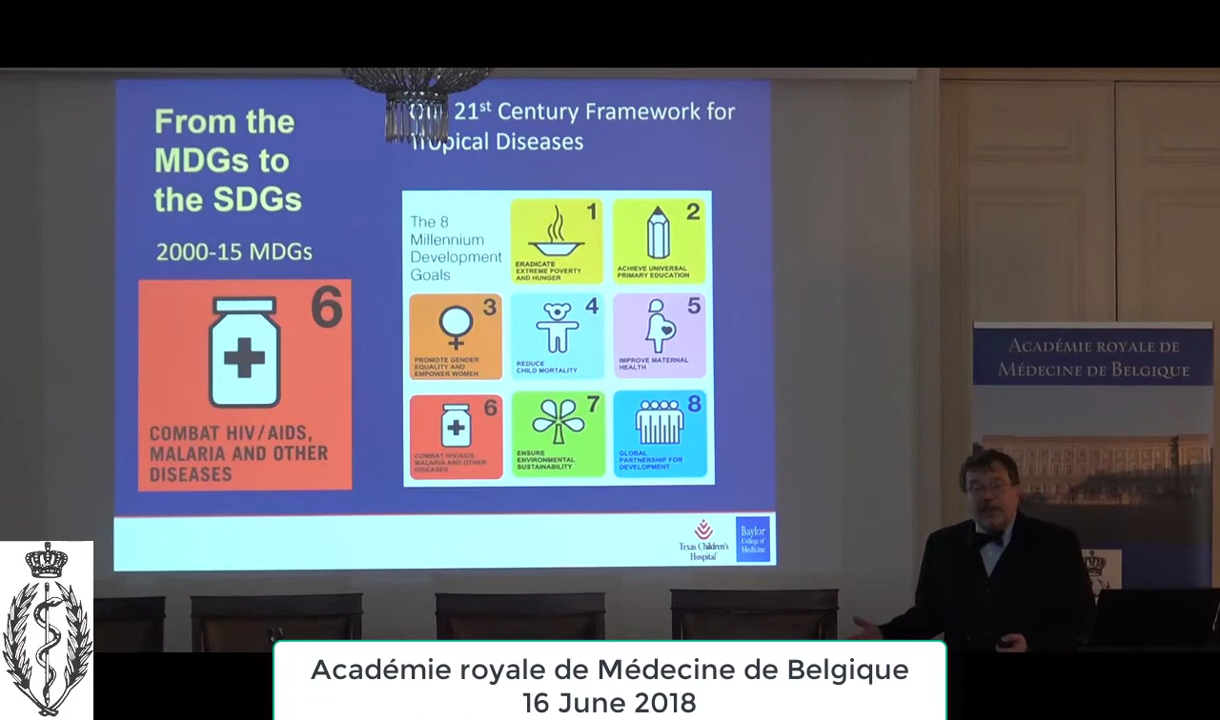 From the
MDGs to
the SDGs
2000-15 MDGs
6
COMBAT HIV/AIDS,
MALARIA AND OTHER
DISEASES
21st Century Framework for
Tropical Diseases
The 8
Millennium
Development
Goals
1
ERADICATE
EXTREME POVERTY
AND HUNGER
2
ACHIEVE UNIVERSAL
PRIMARY EDUCATION
3
PROMOTE GENDER
EQUALITY AND
EMPOWER WOMEN
4
REDUCE
CHILD MORTALITY
5
IMPROVE MATERNAL
HEALTH
6
COMBAT HIV/AIDS
MALARIA AND OTHER
DISEASES
7
ENSURE
ENVIRONMENTAL
SUSTAINABILITY
8
GLOBAL
PARTNERSHIP FOR
DEVELOPMENT
Texas Children's
Hospital
Baylor
College of
Medicine
Académie royale de
Médecine de Belgique
Académie royale de Médecine de Belgique
16 June 2018